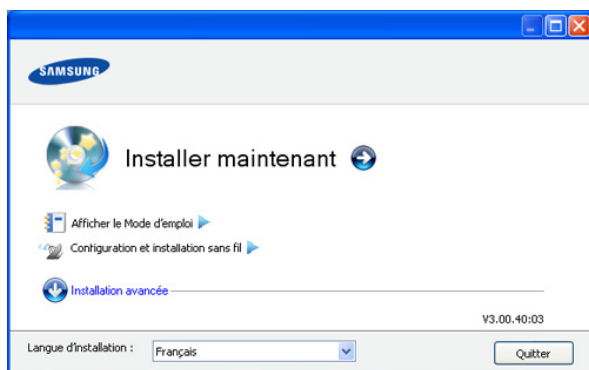 SAMSUNG
Installer maintenant
Afficher le Mode d'emploi
Configuration et installation sans fil
Installation avancée
V3.00.40:03
Langue d'installation :
Français
Quitter